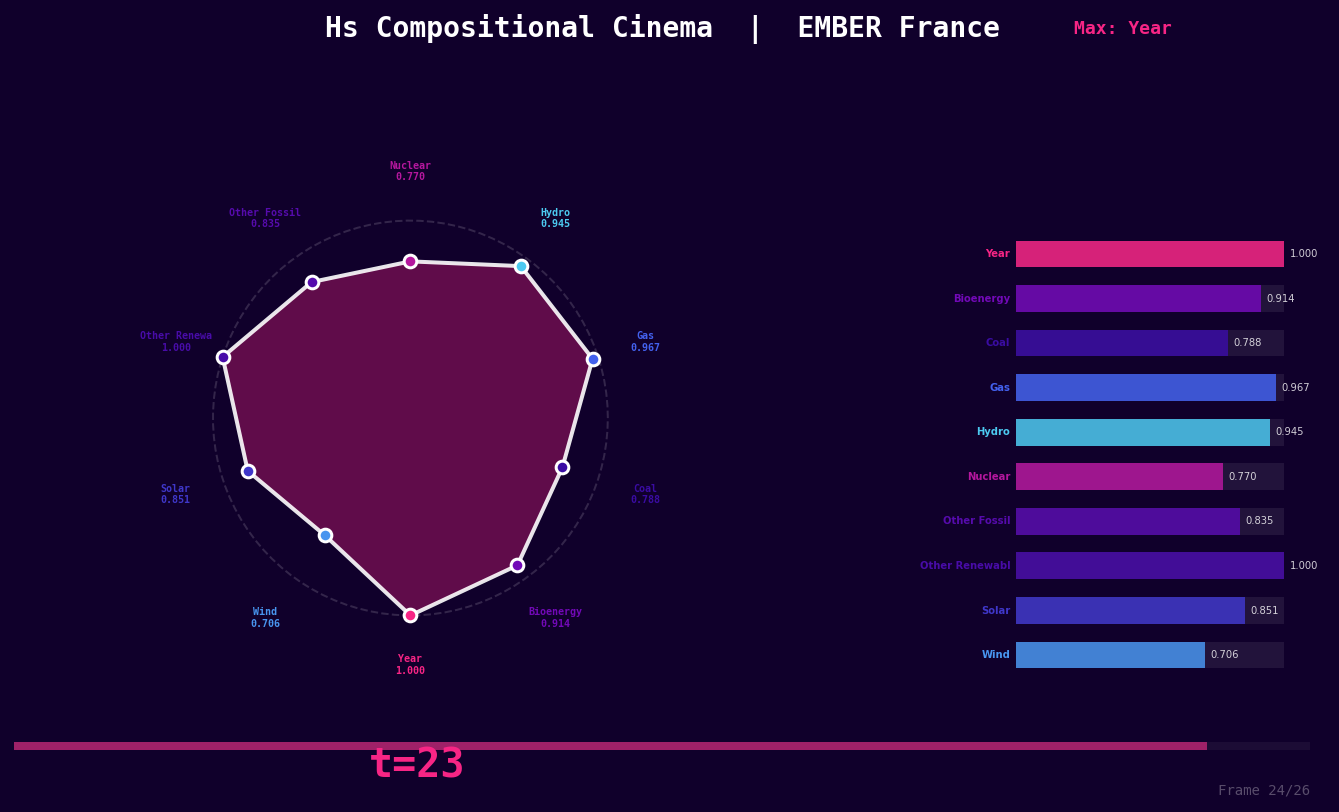 Hs Compositional Cinema | EMBER France
Max: Year
Nuclear
0.770
Other Fossil
0.835
Hydro
0.945
Other Renewa
1.000
Gas
0.967
Solar
0.851
Coal
0.788
Wind
0.706
Bioenergy
0.914
Year
1.000
Year 1.000
Bioenergy 0.914
Coal 0.788
Gas 0.967
Hydro 0.945
Nuclear 0.770
Other Fossil 0.835
Other Renewabl 1.000
Solar 0.851
Wind 0.706
t=23
Frame 24/26